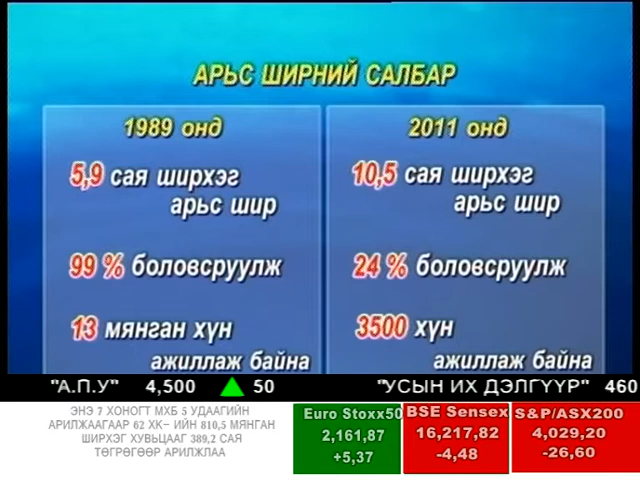 АРЬС ШИРНИЙ САЛБАР
1989 онд
5,9 сая ширхэг
арьс шир
99 % боловсруулж
13 мянган хүн
ажиллаж байна
2011 онд
10,5 сая ширхэг
арьс шир
24 % боловсруулж
3500 хүн
ажиллаж байна
"А.П.У" 4,500 ▲ 50 "УСЫН ИХ ДЭЛГҮҮР" 460
ЭНЭ 7 ХОНОГТ МХБ 5 УДААГИЙН
АРИЛЖААГААР 62 ХК- ИЙН 810,5 МЯНГАН
ШИРХЭГ ХУВЬЦААГ 389,2 САЯ
ТӨГРӨГӨӨР АРИЛЖЛАА
Euro Stoxx50
2,161,87
+5,37
BSE Sensex
16,217,82
-4,48
S&P/ASX200
4,029,20
-26,60